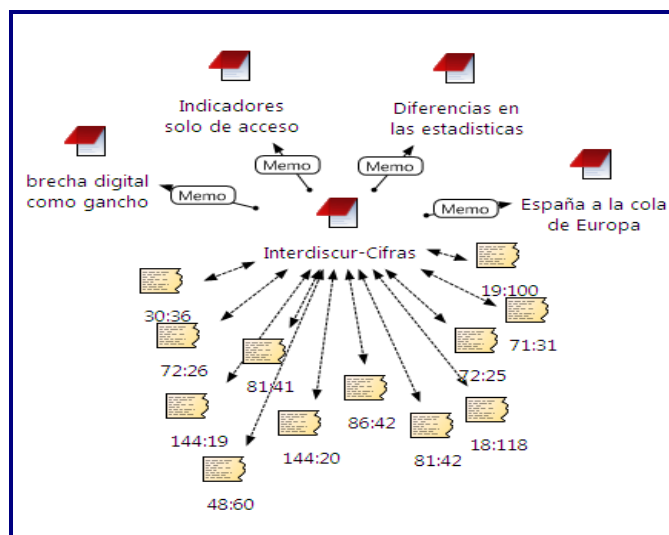 Indicadores
solo de acceso
Diferencias en
las estadisticas
Memo
Memo
brecha digital
como gancho
Memo
Memo
España a la cola
de Europa
Interdiscur-Cifras
19:100
30:36
71:31
72:26
81:41
72:25
144:19
86:42
18:118
144:20
81:42
48:60